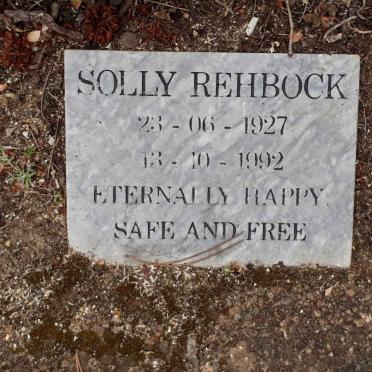 SOLLY REHBOCK
23 - 06 - 1927
13 - 10 - 1992
ETERNALLY HAPPY
SAFE AND FREE